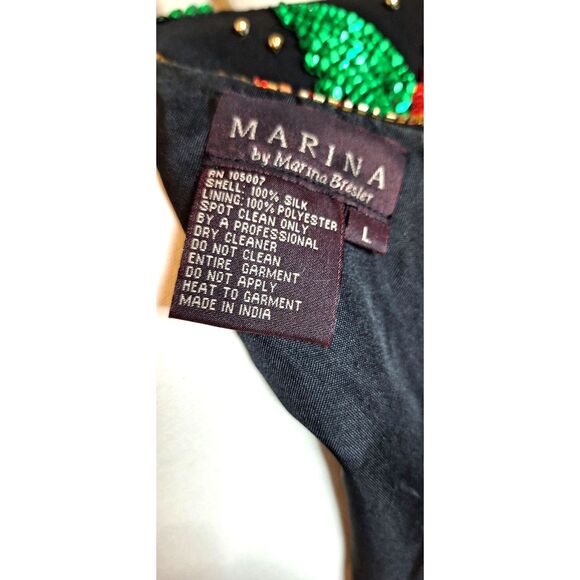 MARINA
by Marina Bresler
L
RN 105007
SHELL: 100% SILK
LINING: 100% POLYESTER
SPOT CLEAN ONLY
BY A PROFESSIONAL
DRY CLEANER
DO NOT CLEAN
ENTIRE GARMENT
DO NOT APPLY
HEAT TO GARMENT
MADE IN INDIA